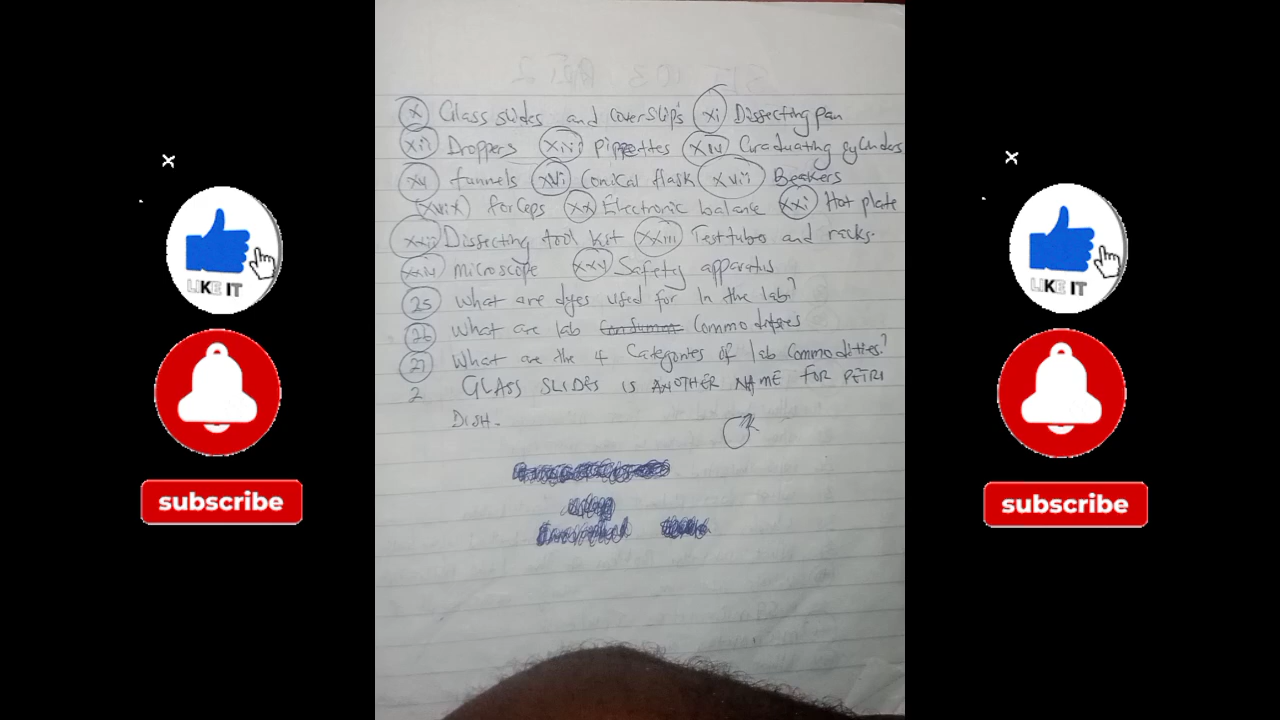 x Glass slides and coverslips xi Dissecting pan
xii Droppers xiii pippettes xiv Graduating cylinders
xv funnels xvi Conical flask xvii Beakers
xvix forceps xx Electronic balance xxi Hot plate
xxii Dissecting tool kit xxiii Testtubes and racks.
xxiv microscope xxv Safety apparatus
25 What are dyes used for in the lab?
26 What are lab commodities
27 What are the 4 Categories of lab commodities?
2 GLASS SLIDES IS ANOTHER NAME FOR PETRI
DISH.
LIKE IT
subscribe
LIKE IT
subscribe